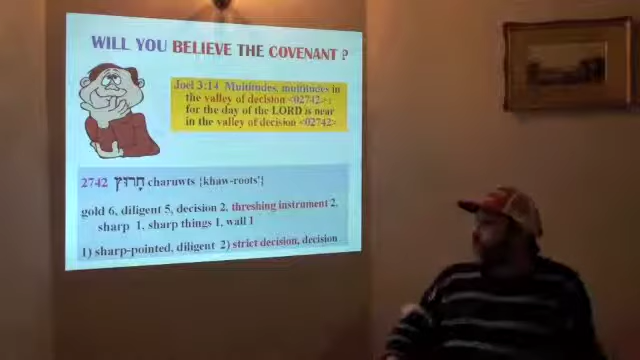 WILL YOU BELIEVE THE COVENANT ?
Joel 3:14 Multitudes, multitudes in
the valley of decision <02742>:
for the day of the LORD is near
in the valley of decision <02742>
2742 חָרוּץ charuwts {khaw-roots'}
gold 6, diligent 5, decision 2, threshing instrument 2,
sharp 1, sharp things 1, wall 1
1) sharp-pointed, diligent 2) strict decision, decision